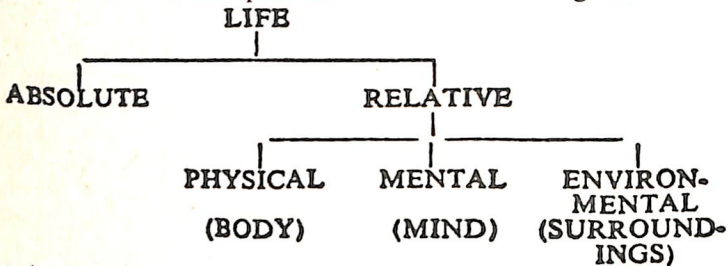 LIFE
ABSOLUTE RELATIVE
PHYSICAL MENTAL ENVIRON-
MENTAL
(BODY) (MIND) (SURROUND-
INGS)